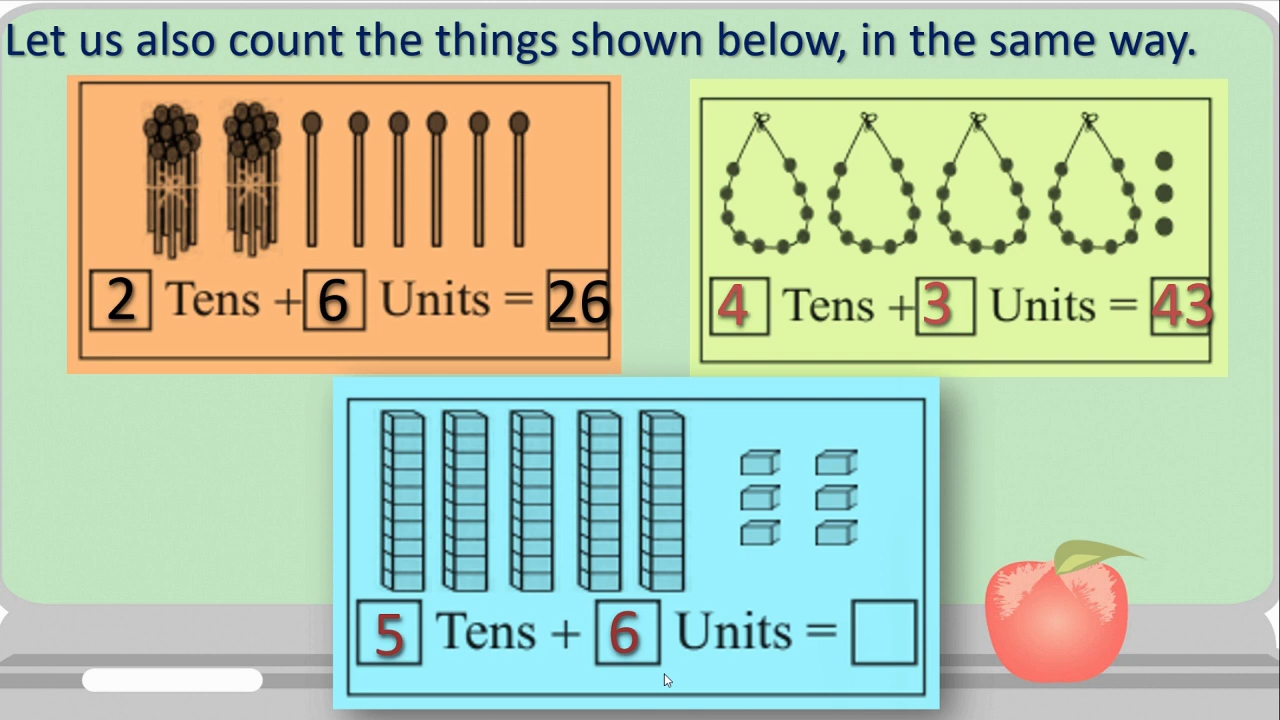 Let us also count the things shown below, in the same way.
2 Tens + 6 Units = 26
4 Tens + 3 Units = 43
5 Tens + 6 Units =